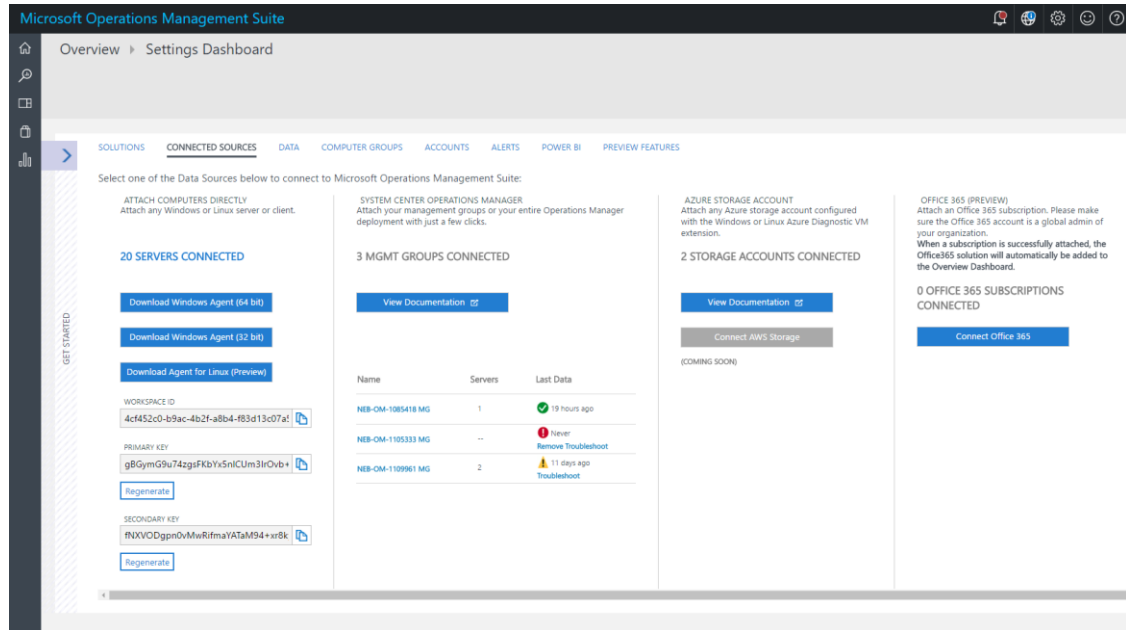 Microsoft Operations Management Suite
Overview Settings Dashboard
SOLUTIONS CONNECTED SOURCES DATA COMPUTER GROUPS ACCOUNTS ALERTS POWER BI PREVIEW FEATURES
Select one of the Data Sources below to connect to Microsoft Operations Management Suite:
GET STARTED
ATTACH COMPUTERS DIRECTLY
Attach any Windows or Linux server or client.
20 SERVERS CONNECTED
Download Windows Agent (64 bit)
Download Windows Agent (32 bit)
Download Agent for Linux (Preview)
WORKSPACE ID
4cf452c0-b9ac-4b2f-a8b4-f83d13c07a5
PRIMARY KEY
gBGymG9u74zgsFKbYx5nICUm3IrOvb+
Regenerate
SECONDARY KEY
fNXVODgpn0vMwRifmaYATaM94+xr8k
Regenerate
SYSTEM CENTER OPERATIONS MANAGER
Attach your management groups or your entire Operations Manager
deployment with just a few clicks.
3 MGMT GROUPS CONNECTED
View Documentation
Name Servers Last Data
NEB-OM-1085418 MG 1 19 hours ago
NEB-OM-1105333 MG -- Never
Remove Troubleshoot
NEB-OM-1109961 MG 2 11 days ago
Troubleshoot
AZURE STORAGE ACCOUNT
Attach any Azure storage account configured
with the Windows or Linux Azure Diagnostic VM
extension.
2 STORAGE ACCOUNTS CONNECTED
View Documentation
Connect AWS Storage
(COMING SOON)
OFFICE 365 (PREVIEW)
Attach an Office 365 subscription. Please make
sure the Office 365 account is a global admin of
your organization.
When a subscription is successfully attached, the
Office365 solution will automatically be added to
the Overview Dashboard.
0 OFFICE 365 SUBSCRIPTIONS
CONNECTED
Connect Office 365